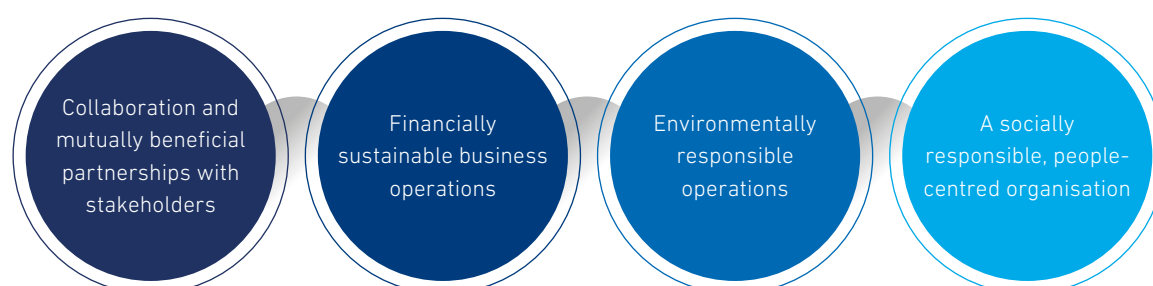 Collaboration and
mutually beneficial
partnerships with
stakeholders
Financially
sustainable business
operations
Environmentally
responsible
operations
A socially
responsible, people-
centred organisation